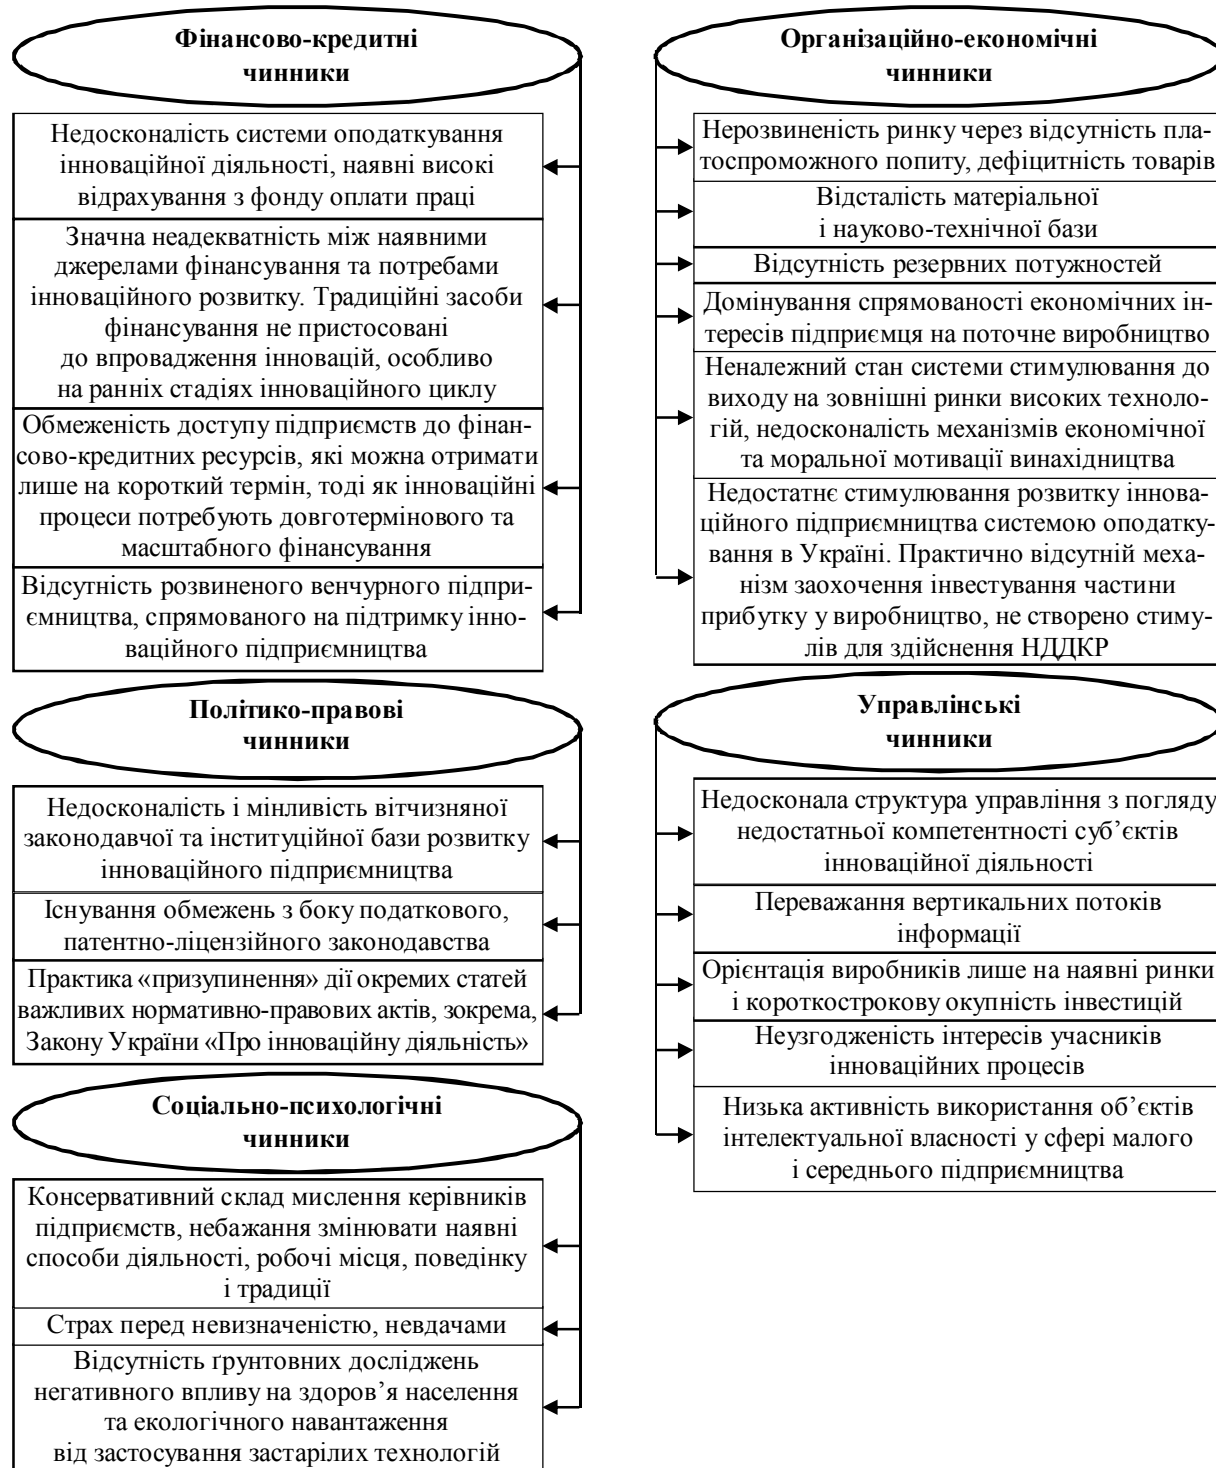 Фінансово-кредитні
чинники
Недосконалість системи оподаткування
інноваційної діяльності, наявні високі
відрахування з фонду оплати праці
Значна неадекватність між наявними
джерелами фінансування та потребами
інноваційного розвитку. Традиційні засоби
фінансування не пристосовані
до впровадження інновацій, особливо
на ранніх стадіях інноваційного циклу
Обмеженість доступу підприємств до фінан-
сово-кредитних ресурсів, які можна отримати
лише на короткий термін, тоді як інноваційні
процеси потребують довготермінового та
масштабного фінансування
Відсутність розвиненого венчурного підпри-
ємництва, спрямованого на підтримку інно-
ваційного підприємництва
Політико-правові
чинники
Недосконалість і мінливість вітчизняної
законодавчої та інституційної бази розвитку
інноваційного підприємництва
Існування обмежень з боку податкового,
патентно-ліцензійного законодавства
Практика «призупинення» дії окремих статей
важливих нормативно-правових актів, зокрема,
Закону України «Про інноваційну діяльність»
Соціально-психологічні
чинники
Консервативний склад мислення керівників
підприємств, небажання змінювати наявні
способи діяльності, робочі місця, поведінку
і традиції
Страх перед невизначеністю, невдачами
Відсутність ґрунтовних досліджень
негативного впливу на здоров’я населення
та екологічного навантаження
від застосування застарілих технологій
Організаційно-економічні
чинники
Нерозвиненість ринку через відсутність пла-
тоспроможного попиту, дефіцитність товарів
Відсталість матеріальної
і науково-технічної бази
Відсутність резервних потужностей
Домінування спрямованості економічних ін-
тересів підприємця на поточне виробництво
Неналежний стан системи стимулювання до
виходу на зовнішні ринки високих техноло-
гій, недосконалість механізмів економічної
та моральної мотивації винахідництва
Недостатнє стимулювання розвитку іннова-
ційного підприємництва системою оподатку-
вання в Україні. Практично відсутній меха-
нізм заохочення інвестування частини
прибутку у виробництво, не створено стиму-
лів для здійснення НДДКР
Управлінські
чинники
Недосконала структура управління з погляду
недостатньої компетентності суб’єктів
інноваційної діяльності
Переважання вертикальних потоків
інформації
Орієнтація виробників лише на наявні ринки
і короткострокову окупність інвестицій
Неузгодженість інтересів учасників
інноваційних процесів
Низька активність використання об’єктів
інтелектуальної власності у сфері малого
і середнього підприємництва